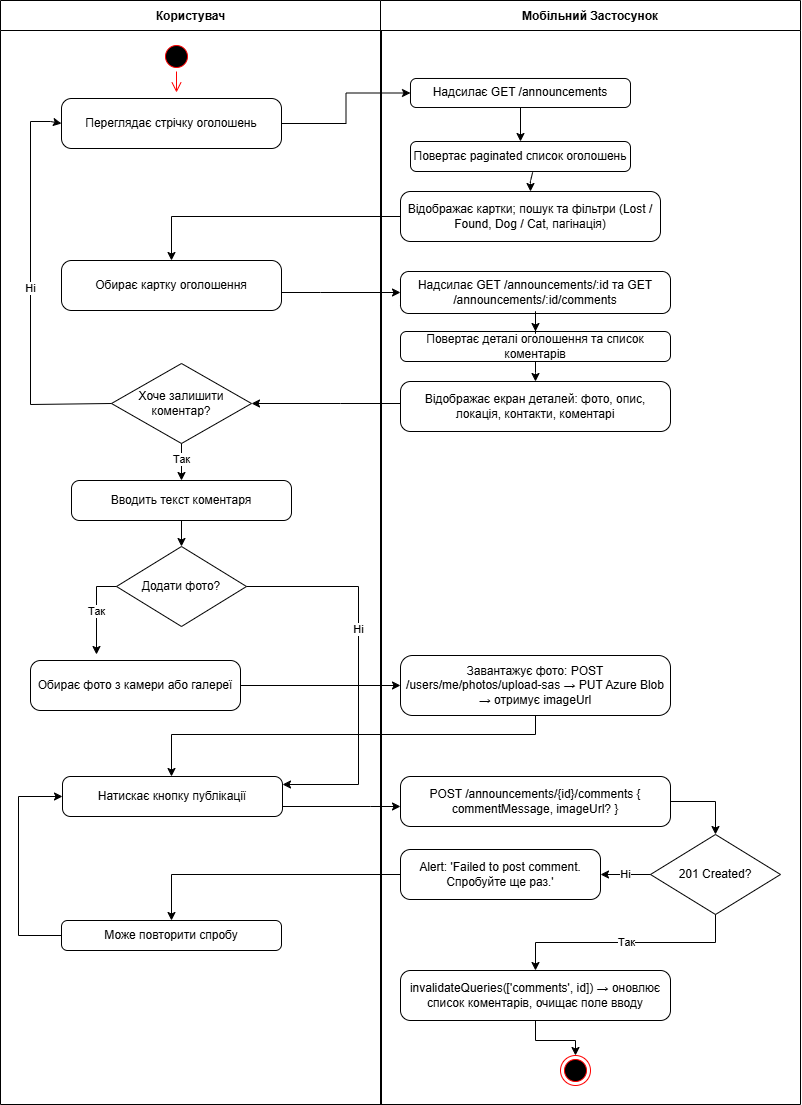 Користувач
Мобільний Застосунок
Переглядає стрічку оголошень
Надсилає GET /announcements
Повертає paginated список оголошень
Відображає картки; пошук та фільтри (Lost /
Found, Dog / Cat, пагінація)
Обирає картку оголошення
Надсилає GET /announcements/:id та GET
/announcements/:id/comments
Ні
Повертає деталі оголошення та список
коментарів
Хоче залишити
коментар?
Відображає екран деталей: фото, опис,
локація, контакти, коментарі
Так
Вводить текст коментаря
Додати фото?
Так
Ні
Обирає фото з камери або галереї
Завантажує фото: POST
/users/me/photos/upload-sas → PUT Azure Blob
→ отримує imageUrl
Натискає кнопку публікації
POST /announcements/{id}/comments {
commentMessage, imageUrl? }
Alert: 'Failed to post comment.
Спробуйте ще раз.'
Ні
201 Created?
Може повторити спробу
Так
invalidateQueries(['comments', id]) → оновлює
список коментарів, очищає поле вводу